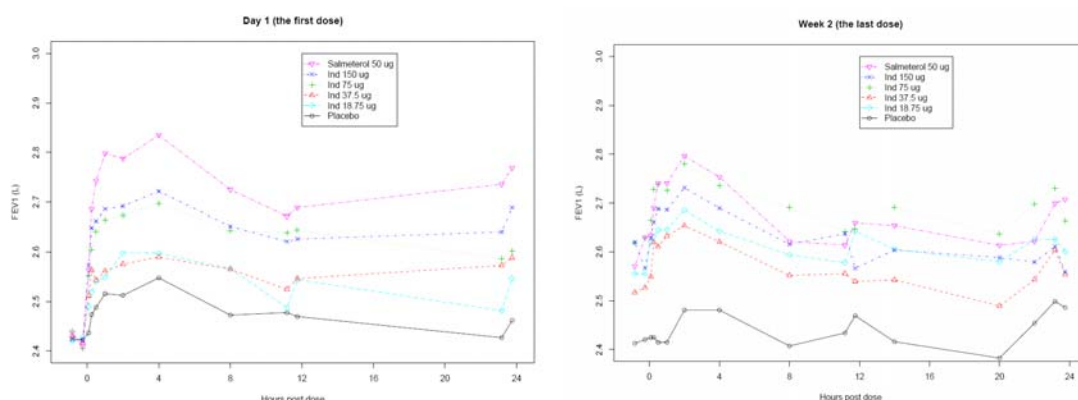 Day 1 (the first dose)
FEV1 (L)
3.0
2.9
2.8
2.7
2.6
2.5
2.4
Salmeterol 50 ug
Ind 150 ug
Ind 75 ug
Ind 37.5 ug
Ind 18.75 ug
Placebo
0 4 8 12 16 20 24
Hours post dose
Week 2 (the last dose)
FEV1 (L)
3.0
2.9
2.8
2.7
2.6
2.5
2.4
Salmeterol 50 ug
Ind 150 ug
Ind 75 ug
Ind 37.5 ug
Ind 18.75 ug
Placebo
0 4 8 12 16 20 24
Hours post dose